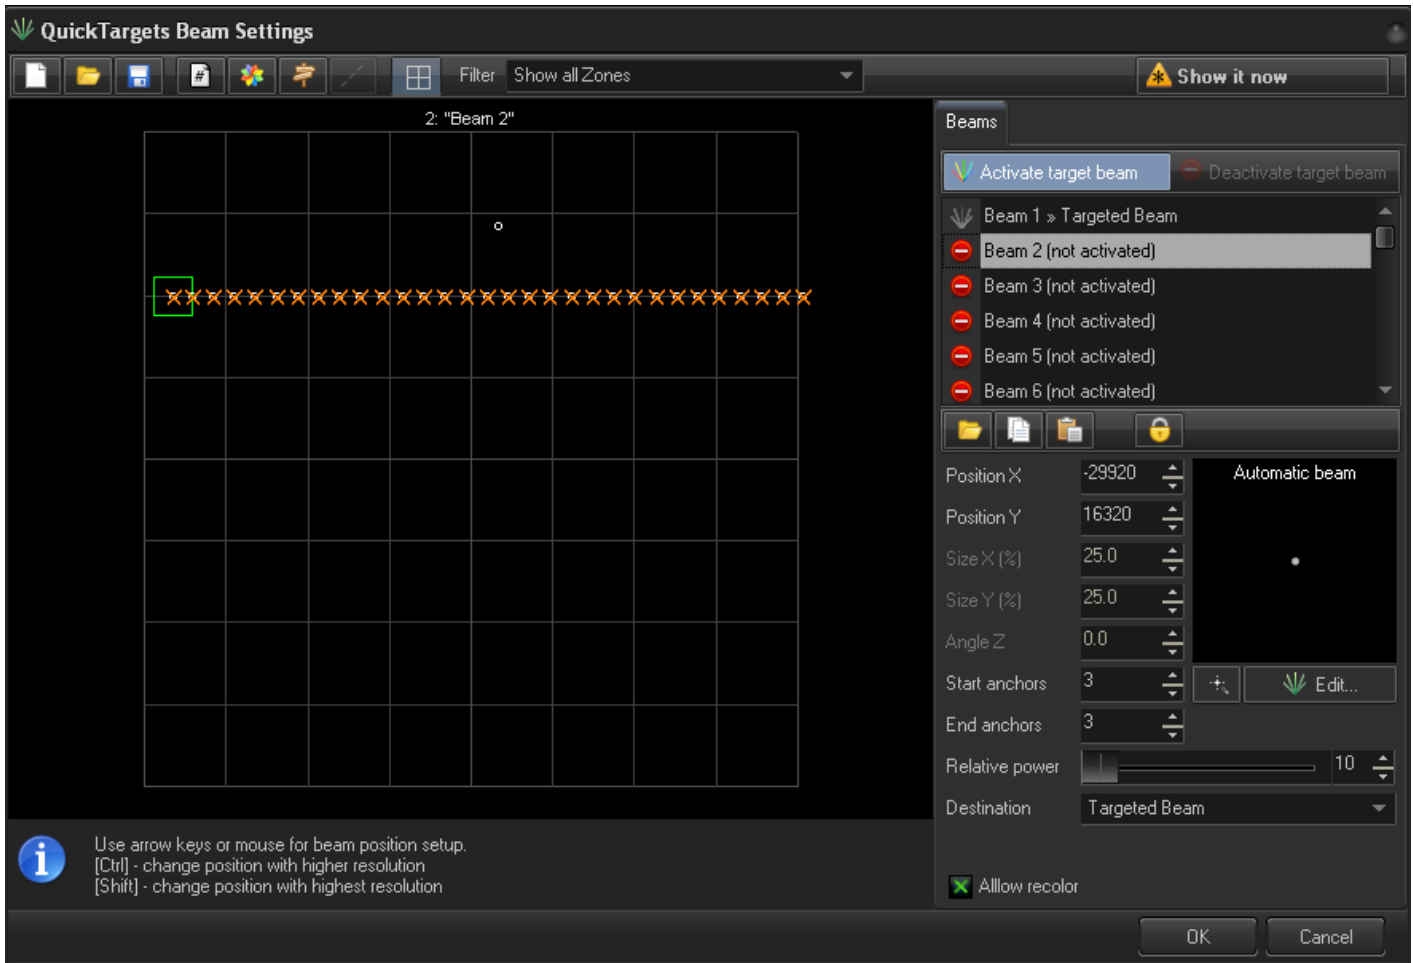 QuickTargets Beam Settings
# Filter Show all Zones Show it now
2: "Beam 2"
Beams
Activate target beam Deactivate target beam
Beam 1 » Targeted Beam
Beam 2 (not activated)
Beam 3 (not activated)
Beam 4 (not activated)
Beam 5 (not activated)
Beam 6 (not activated)
Position X -29920
Automatic beam
Position Y 16320
Size X (%) 25.0
Size Y (%) 25.0
Angle Z 0.0
Start anchors 3
Edit...
End anchors 3
Relative power 10
Destination Targeted Beam
Alllow recolor
Use arrow keys or mouse for beam position setup.
[Ctrl] - change position with higher resolution
[Shift] - change position with highest resolution
OK Cancel